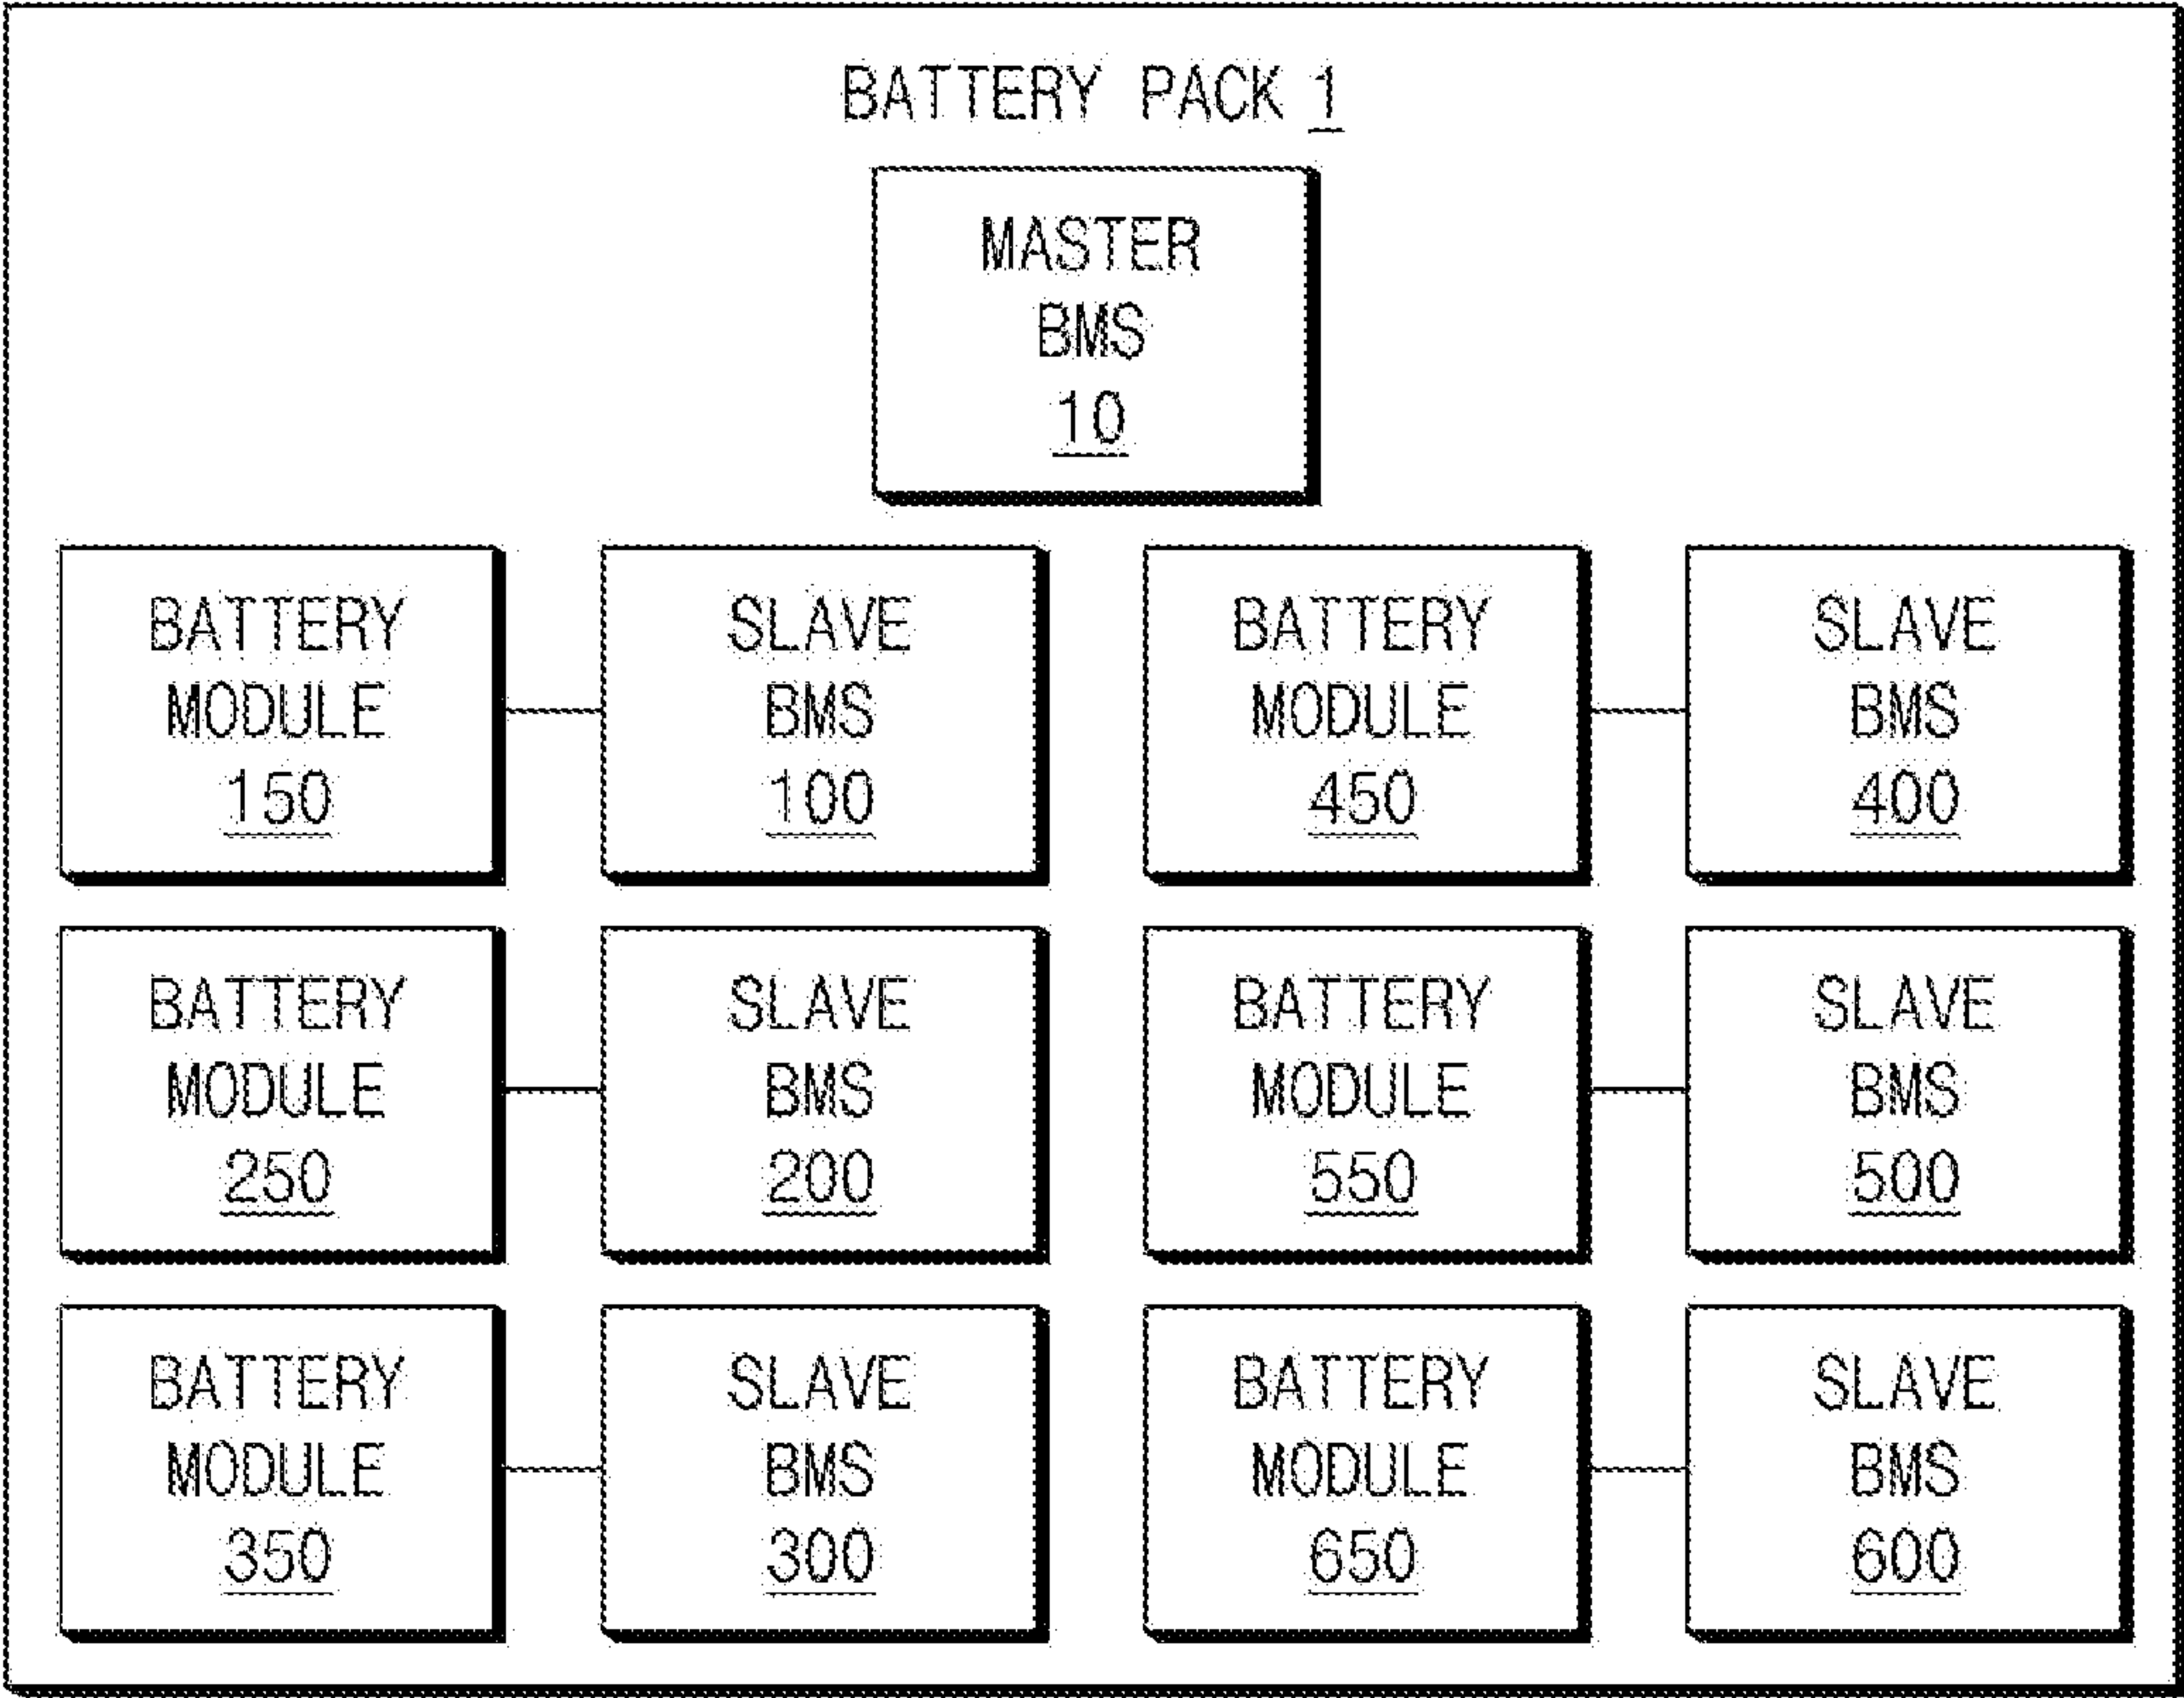 BATTERY PACK 1
MASTER
BMS
10
BATTERY
MODULE
150
SLAVE
BMS
100
BATTERY
MODULE
450
SLAVE
BMS
400
BATTERY
MODULE
250
SLAVE
BMS
200
BATTERY
MODULE
550
SLAVE
BMS
500
BATTERY
MODULE
350
SLAVE
BMS
300
BATTERY
MODULE
650
SLAVE
BMS
600